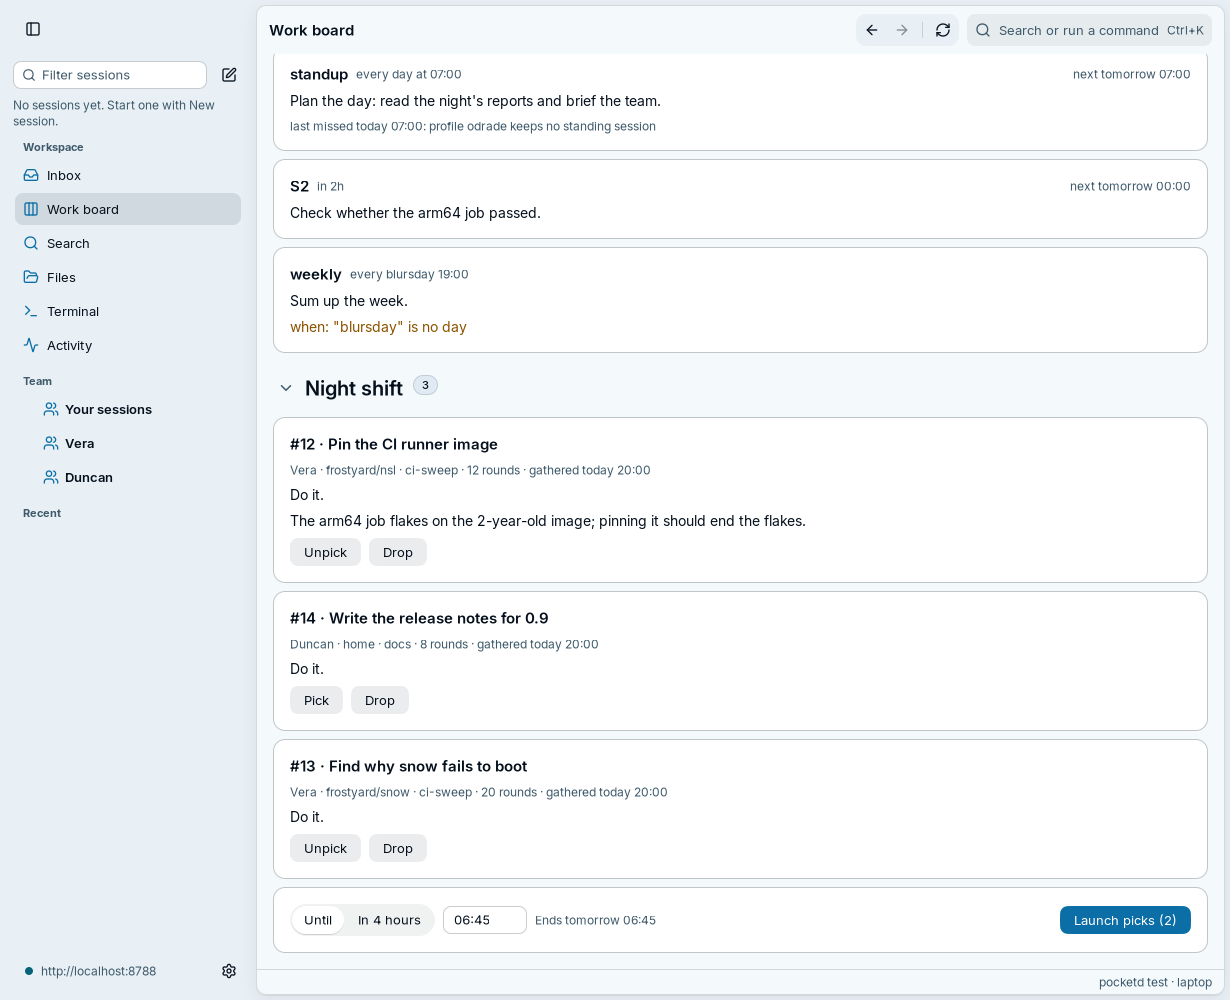 Work board
Search or run a command Ctrl+K
Filter sessions
No sessions yet. Start one with New
session.
Workspace
Inbox
Work board
Search
Files
Terminal
Activity
Team
Your sessions
Vera
Duncan
Recent
http://localhost:8788
standup every day at 07:00 next tomorrow 07:00
Plan the day: read the night's reports and brief the team.
last missed today 07:00: profile odrade keeps no standing session
S2 in 2h next tomorrow 00:00
Check whether the arm64 job passed.
weekly every blursday 19:00
Sum up the week.
when: "blursday" is no day
Night shift 3
#12 · Pin the CI runner image
Vera · frostyard/nsl · ci-sweep · 12 rounds · gathered today 20:00
Do it.
The arm64 job flakes on the 2-year-old image; pinning it should end the flakes.
Unpick Drop
#14 · Write the release notes for 0.9
Duncan · home · docs · 8 rounds · gathered today 20:00
Do it.
Pick Drop
#13 · Find why snow fails to boot
Vera · frostyard/snow · ci-sweep · 20 rounds · gathered today 20:00
Do it.
Unpick Drop
Until In 4 hours 06:45 Ends tomorrow 06:45 Launch picks (2)
pocketd test · laptop